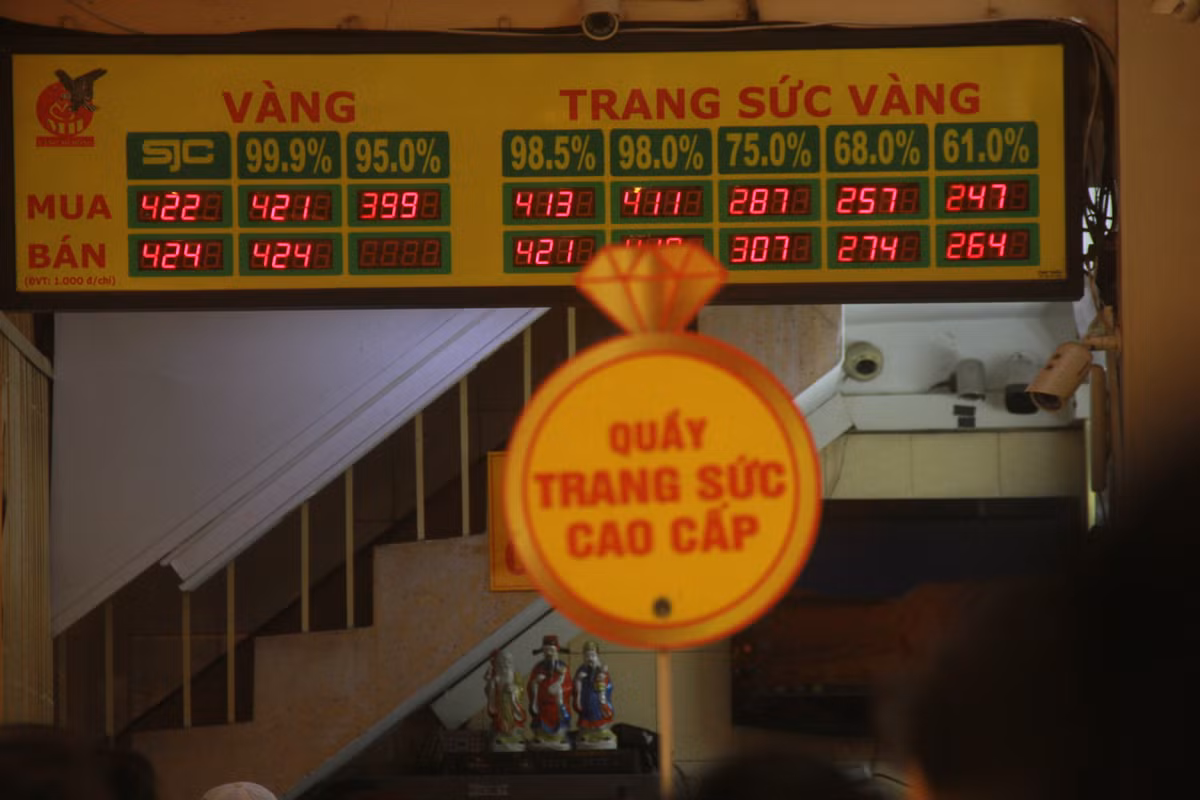 VÀNG TRANG SỨC VÀNG
SJC 99.9% 95.0% 98.5% 98.0% 75.0% 68.0% 61.0%
MUA 422 421 399 413 411 287 257 247
BÁN 424 424 421 307 274 264
(ĐVT: 1.000 đ/chỉ)
QUẦY
TRANG SỨC
CAO CẤP